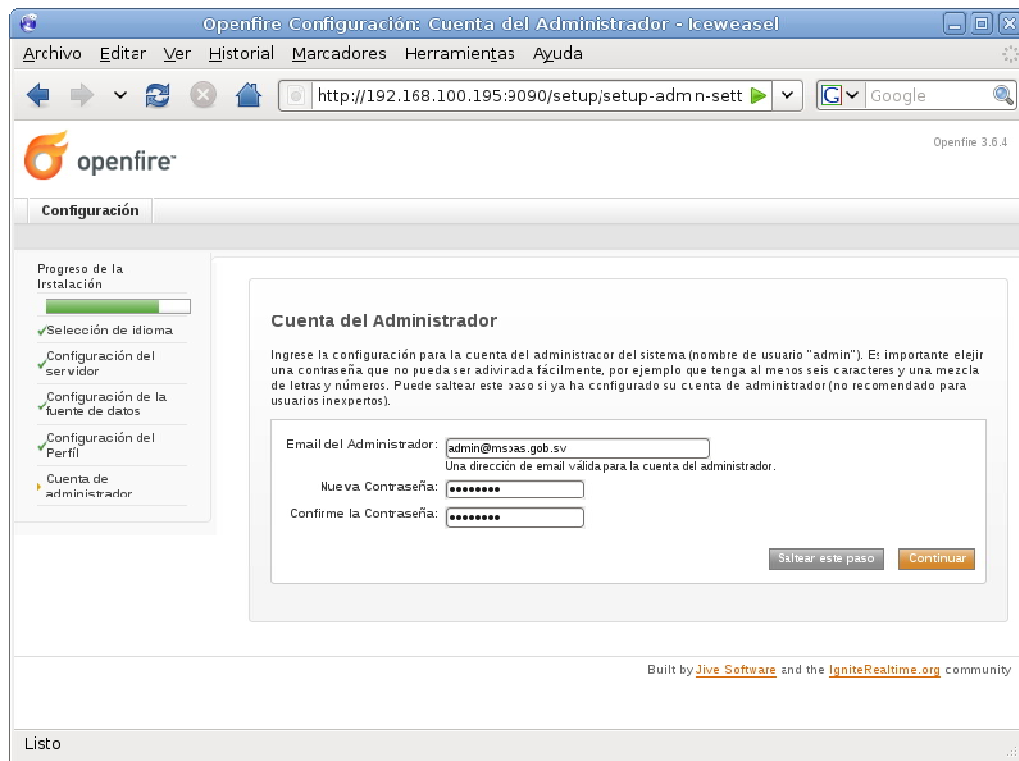 Openfire Configuración: Cuenta del Administrador - Iceweasel
Archivo Editar Ver Historial Marcadores Herramientas Ayuda
http://192.168.100.195:9090/setup/setup-admin-sett
Google
openfire
Openfire 3.6.4
Configuración
Progreso de la
Instalación
Selección de idioma
Configuración del
servidor
Configuración de la
fuente de datos
Configuración del
Perfil
Cuenta de
administrador
Cuenta del Administrador
Ingrese la configuración para la cuenta del administrador del sistema (nombre de usuario "admin"). Es importante elejir
una contraseña que no pueda ser adivinada fácilmente, por ejemplo que tenga al menos seis caracteres y una mezcla
de letras y números. Puede saltear este paso si ya ha configurado su cuenta de administrador (no recomendado para
usuarios inexpertos).
Email del Administrador: admin@mspas.gob.sv
Una dirección de email válida para la cuenta del administrador.
Nueva Contraseña: ••••••••
Confirme la Contraseña: ••••••••
Saltear este paso Continuar
Built by Jive Software and the IgniteRealtime.org community
Listo